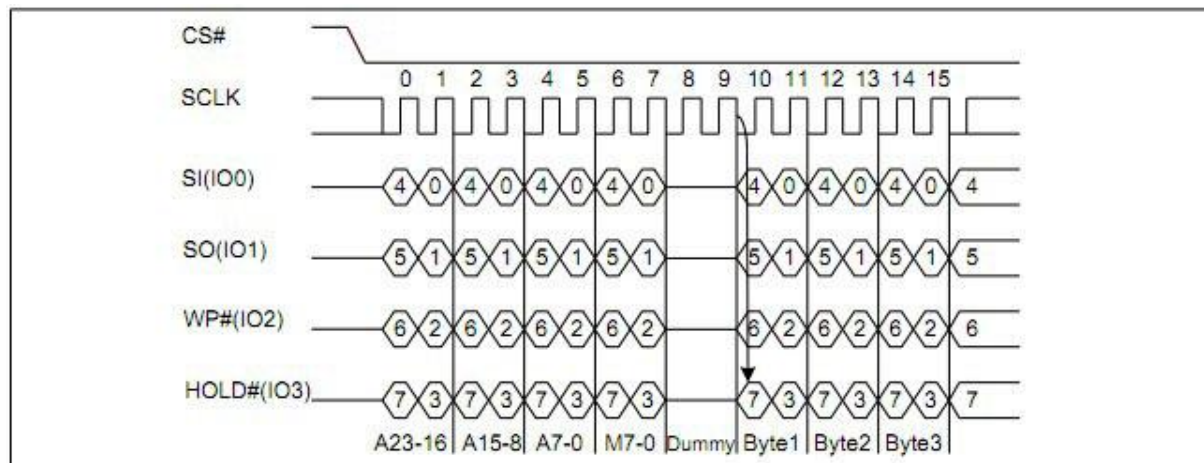 CS#
0 1 2 3 4 5 6 7 8 9 10 11 12 13 14 15
SCLK
SI(IO0) 4 0 4 0 4 0 4 0 4 0 4 0 4 0 4
SO(IO1) 5 1 5 1 5 1 5 1 5 1 5 1 5 1 5
WP#(IO2) 6 2 6 2 6 2 6 2 6 2 6 2 6 2 6
HOLD#(IO3) 7 3 7 3 7 3 7 3 7 3 7 3 7 3 7
A23-16 A15-8 A7-0 M7-0 Dummy Byte1 Byte2 Byte3